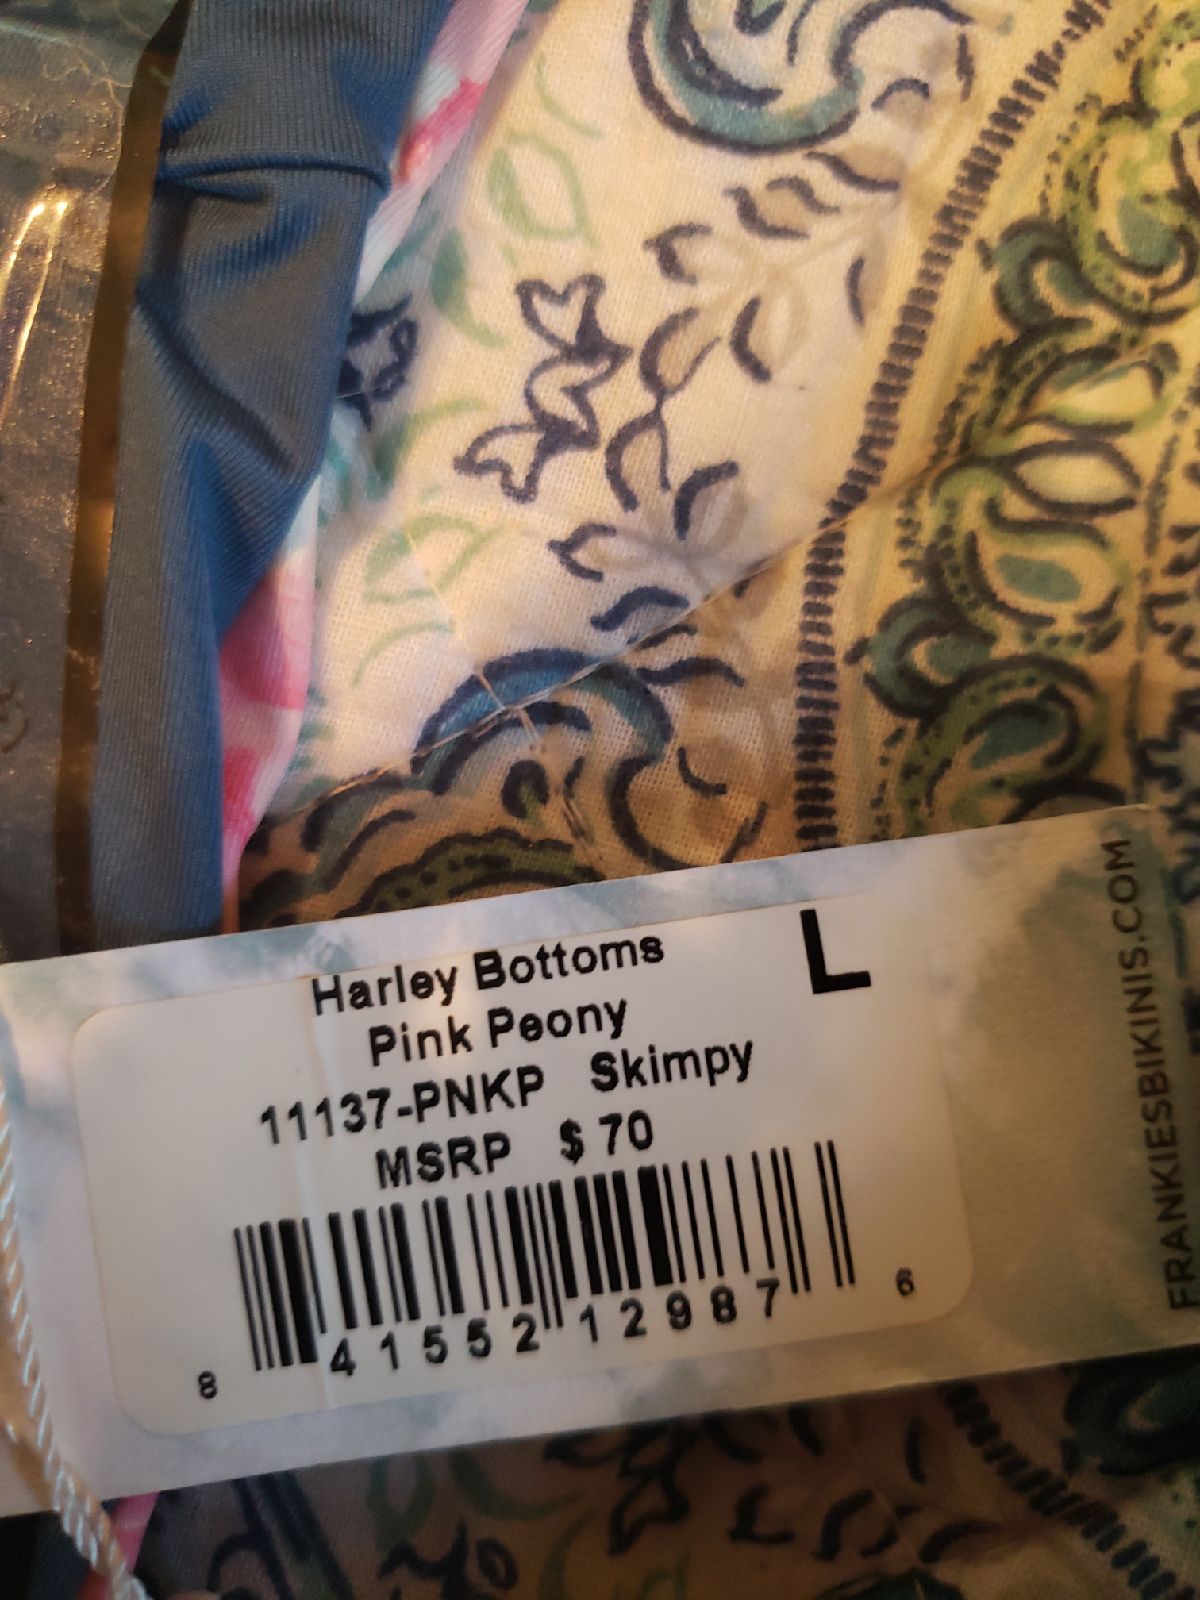 Harley Bottoms
L
Pink Peony
11137-PNKP Skimpy
MSRP $ 70
8 41552 12987 6
FRANKIESBIKINIS.COM